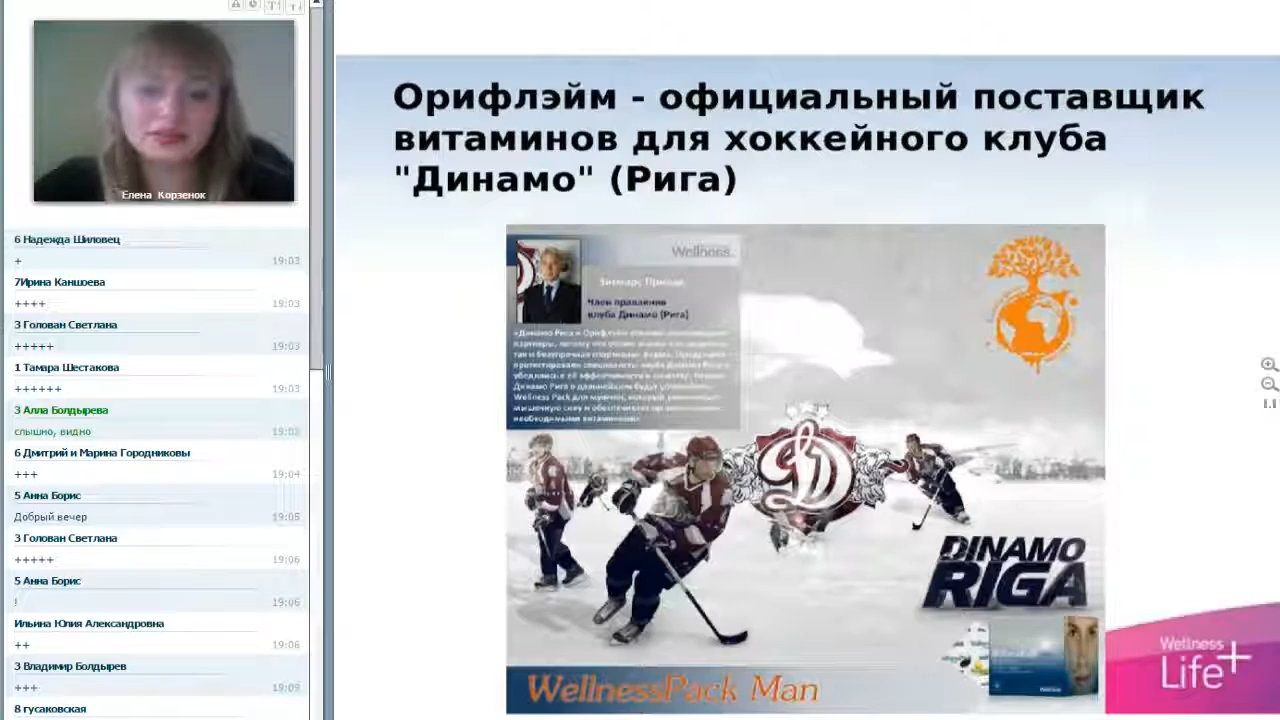 Елена Корзенок
6 Надежда Шиловец
+
19:03
7Ирина Каншоева
++++
19:03
3 Голован Светлана
+++++
19:03
1 Тамара Шестакова
++++++
19:03
3 Алла Болдырева
слышно, видно
19:03
6 Дмитрий и Марина Городниковы
+++
19:04
5 Анна Борис
Добрый вечер
19:05
3 Голован Светлана
+++++
19:06
5 Анна Борис
!
19:06
Ильина Юлия Александровна
++
19:06
3 Владимир Болдырев
+++
19:09
8 гусаковская
Орифлэйм - официальный поставщик
витаминов для хоккейного клуба
"Динамо" (Рига)
Wellness.
Член правления
клуба Динамо (Рига)
DINAMO
RIGA
WellnessPack Man
Wellness
Life+